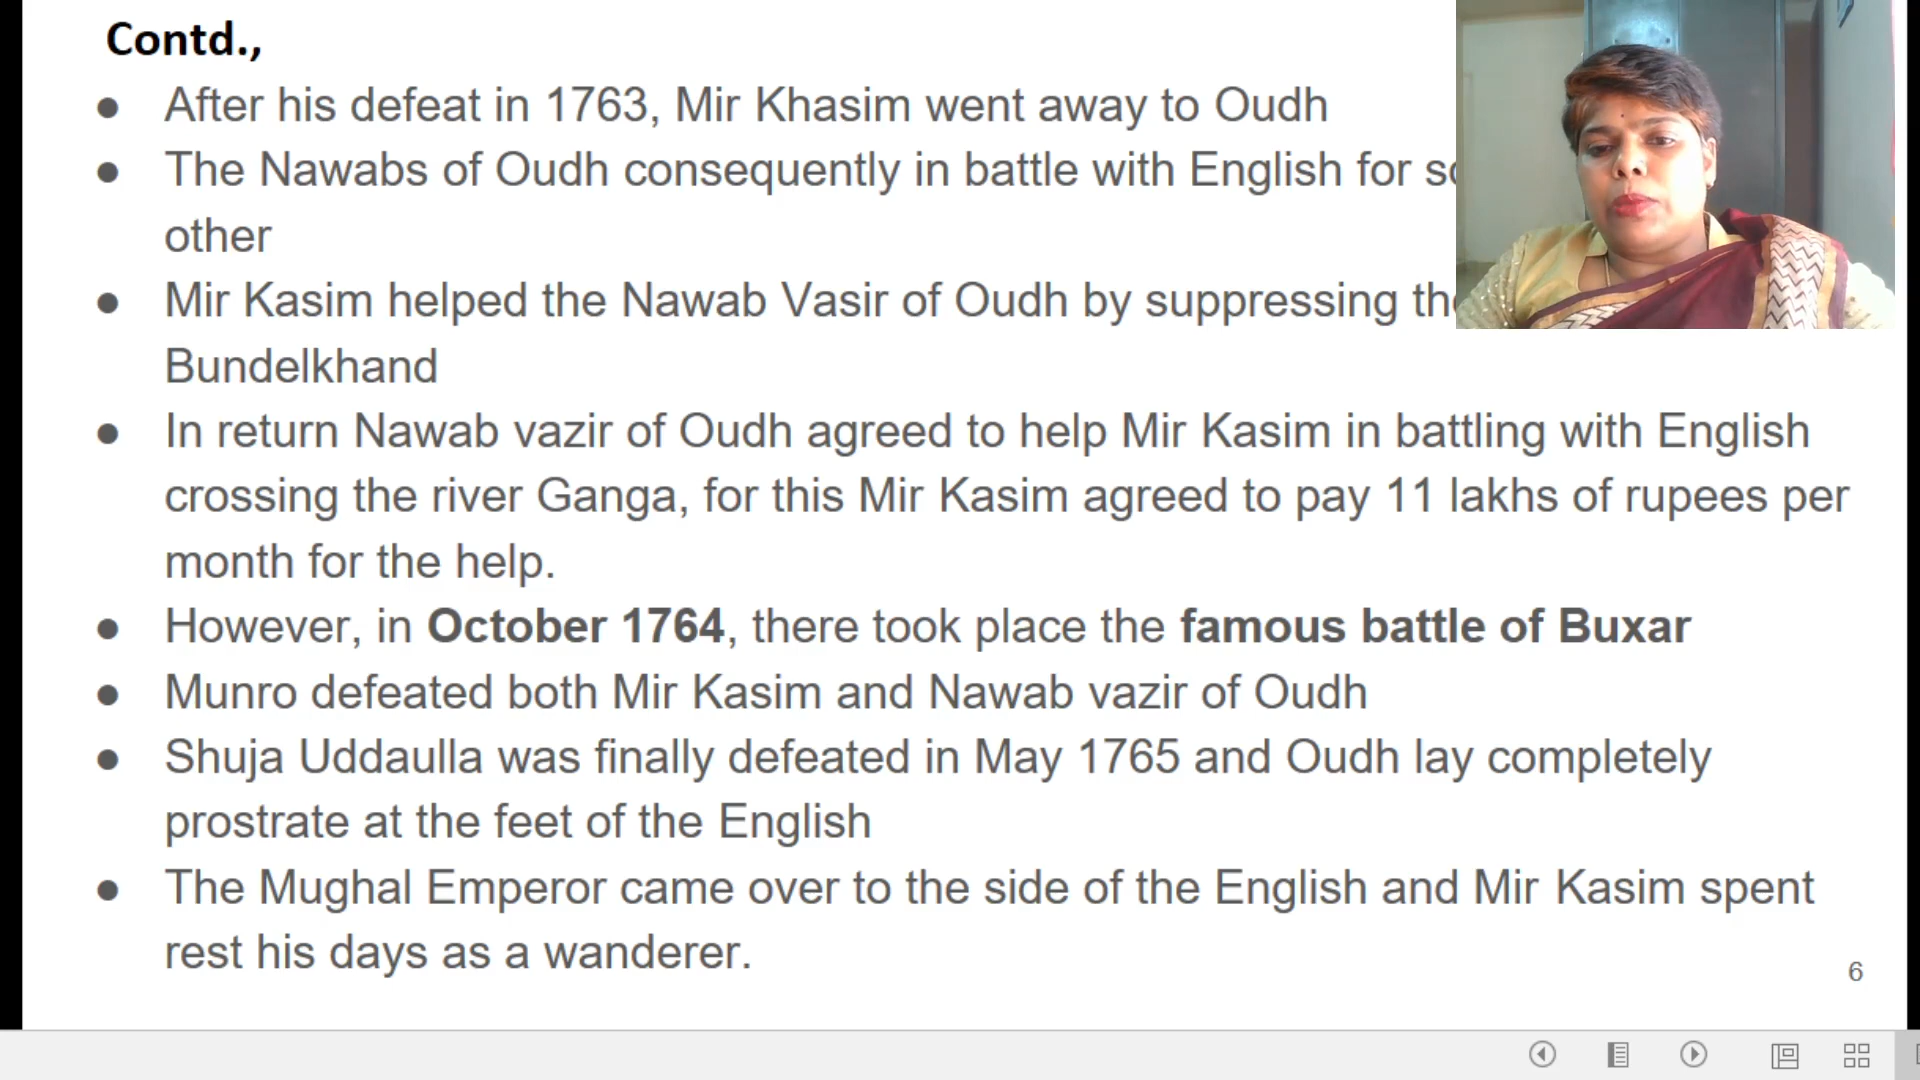 Contd.,
● After his defeat in 1763, Mir Khasim went away to Oudh
● The Nawabs of Oudh consequently in battle with English for
other
● Mir Kasim helped the Nawab Vasir of Oudh by suppressing
Bundelkhand
● In return Nawab vazir of Oudh agreed to help Mir Kasim in battling with English
crossing the river Ganga, for this Mir Kasim agreed to pay 11 lakhs of rupees per
month for the help.
● However, in October 1764, there took place the famous battle of Buxar
● Munro defeated both Mir Kasim and Nawab vazir of Oudh
● Shuja Uddaulla was finally defeated in May 1765 and Oudh lay completely
prostrate at the feet of the English
● The Mughal Emperor came over to the side of the English and Mir Kasim spent
rest his days as a wanderer.
6